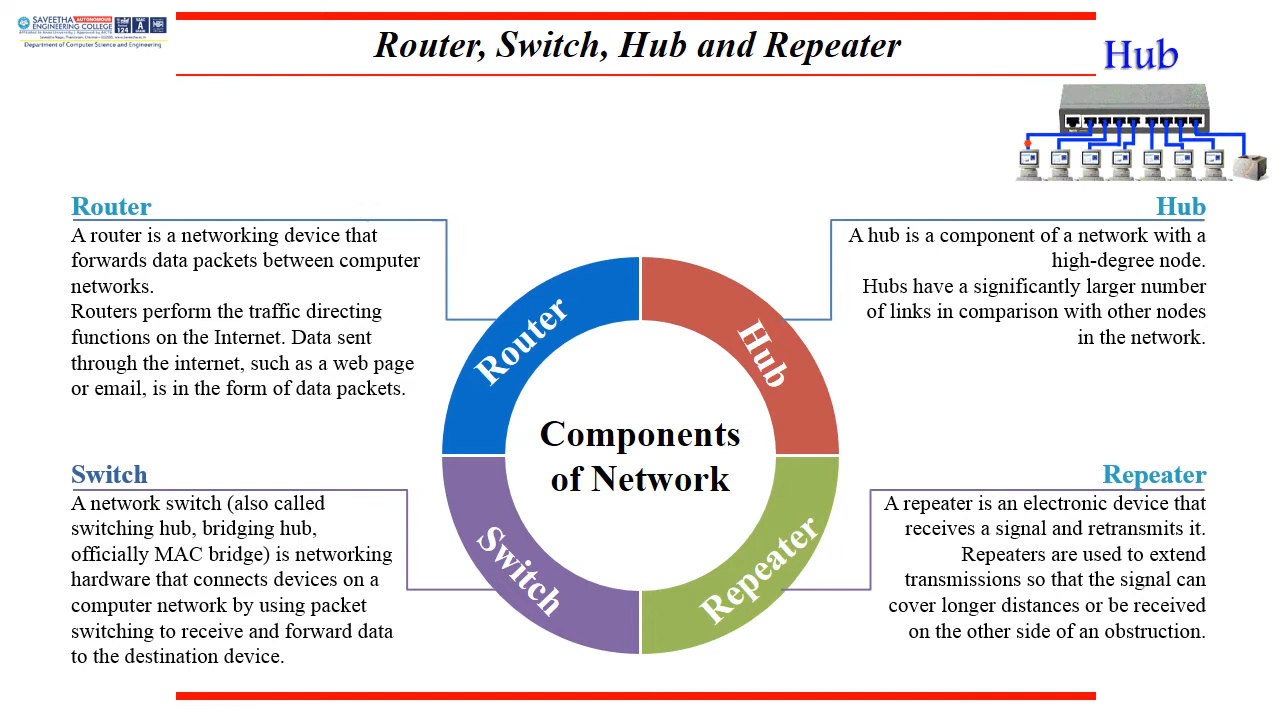 SAVEETHA AUTONOMOUS
ENGINEERING COLLEGE
Department of Computer Science and Engineering
Router, Switch, Hub and Repeater
Hub
Router
A router is a networking device that
forwards data packets between computer
networks.
Routers perform the traffic directing
functions on the Internet. Data sent
through the internet, such as a web page
or email, is in the form of data packets.
Hub
A hub is a component of a network with a
high-degree node.
Hubs have a significantly larger number
of links in comparison with other nodes
in the network.
Router
Hub
Components
of Network
Switch
Repeater
Switch
A network switch (also called
switching hub, bridging hub,
officially MAC bridge) is networking
hardware that connects devices on a
computer network by using packet
switching to receive and forward data
to the destination device.
Repeater
A repeater is an electronic device that
receives a signal and retransmits it.
Repeaters are used to extend
transmissions so that the signal can
cover longer distances or be received
on the other side of an obstruction.